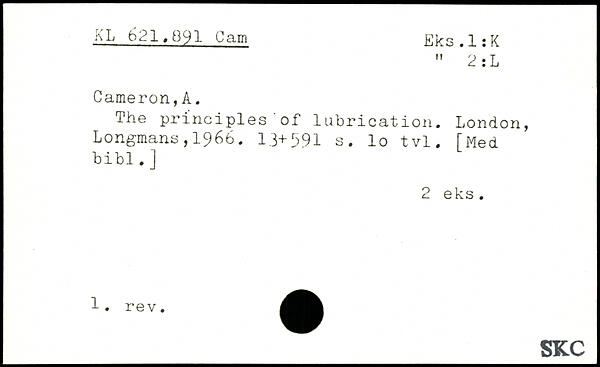 KL 621.891 Cam
Eks.1:K
" 2:L
Cameron,A.
The principles of lubrication. London,
Longmans,1966. 13+591 s. lo tvl. [Med
bibl.]
2 eks.
1. rev.
SKC